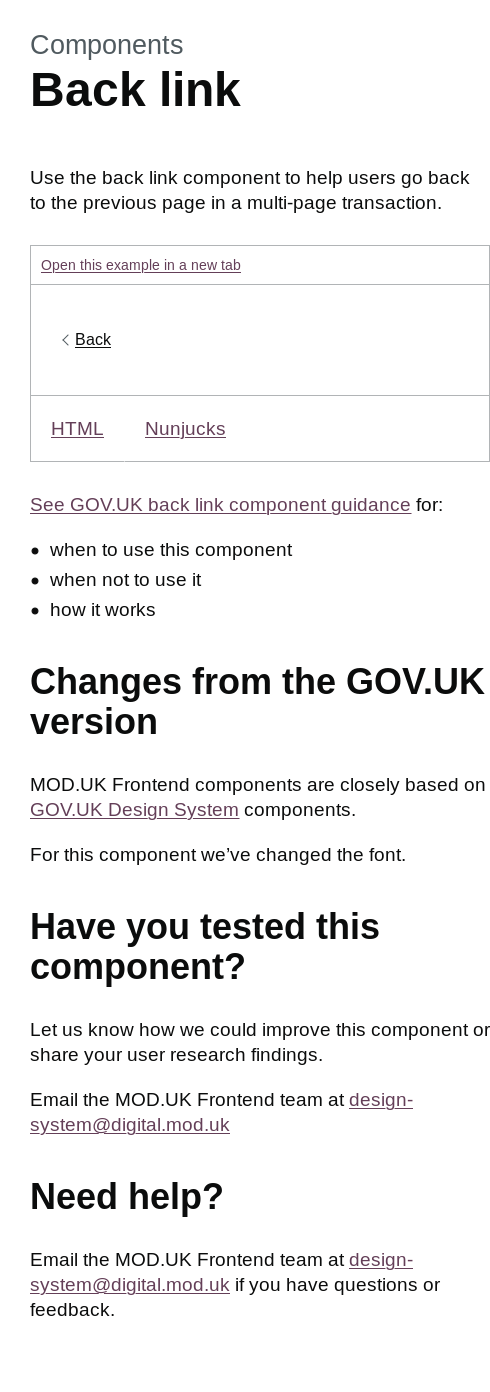 Components
Back link
Use the back link component to help users go back
to the previous page in a multi-page transaction.
Open this example in a new tab
Back
HTML Nunjucks
See GOV.UK back link component guidance for:
• when to use this component
• when not to use it
• how it works
Changes from the GOV.UK
version
MOD.UK Frontend components are closely based on
GOV.UK Design System components.
For this component we’ve changed the font.
Have you tested this
component?
Let us know how we could improve this component or
share your user research findings.
Email the MOD.UK Frontend team at design-
system@digital.mod.uk
Need help?
Email the MOD.UK Frontend team at design-
system@digital.mod.uk if you have questions or
feedback.